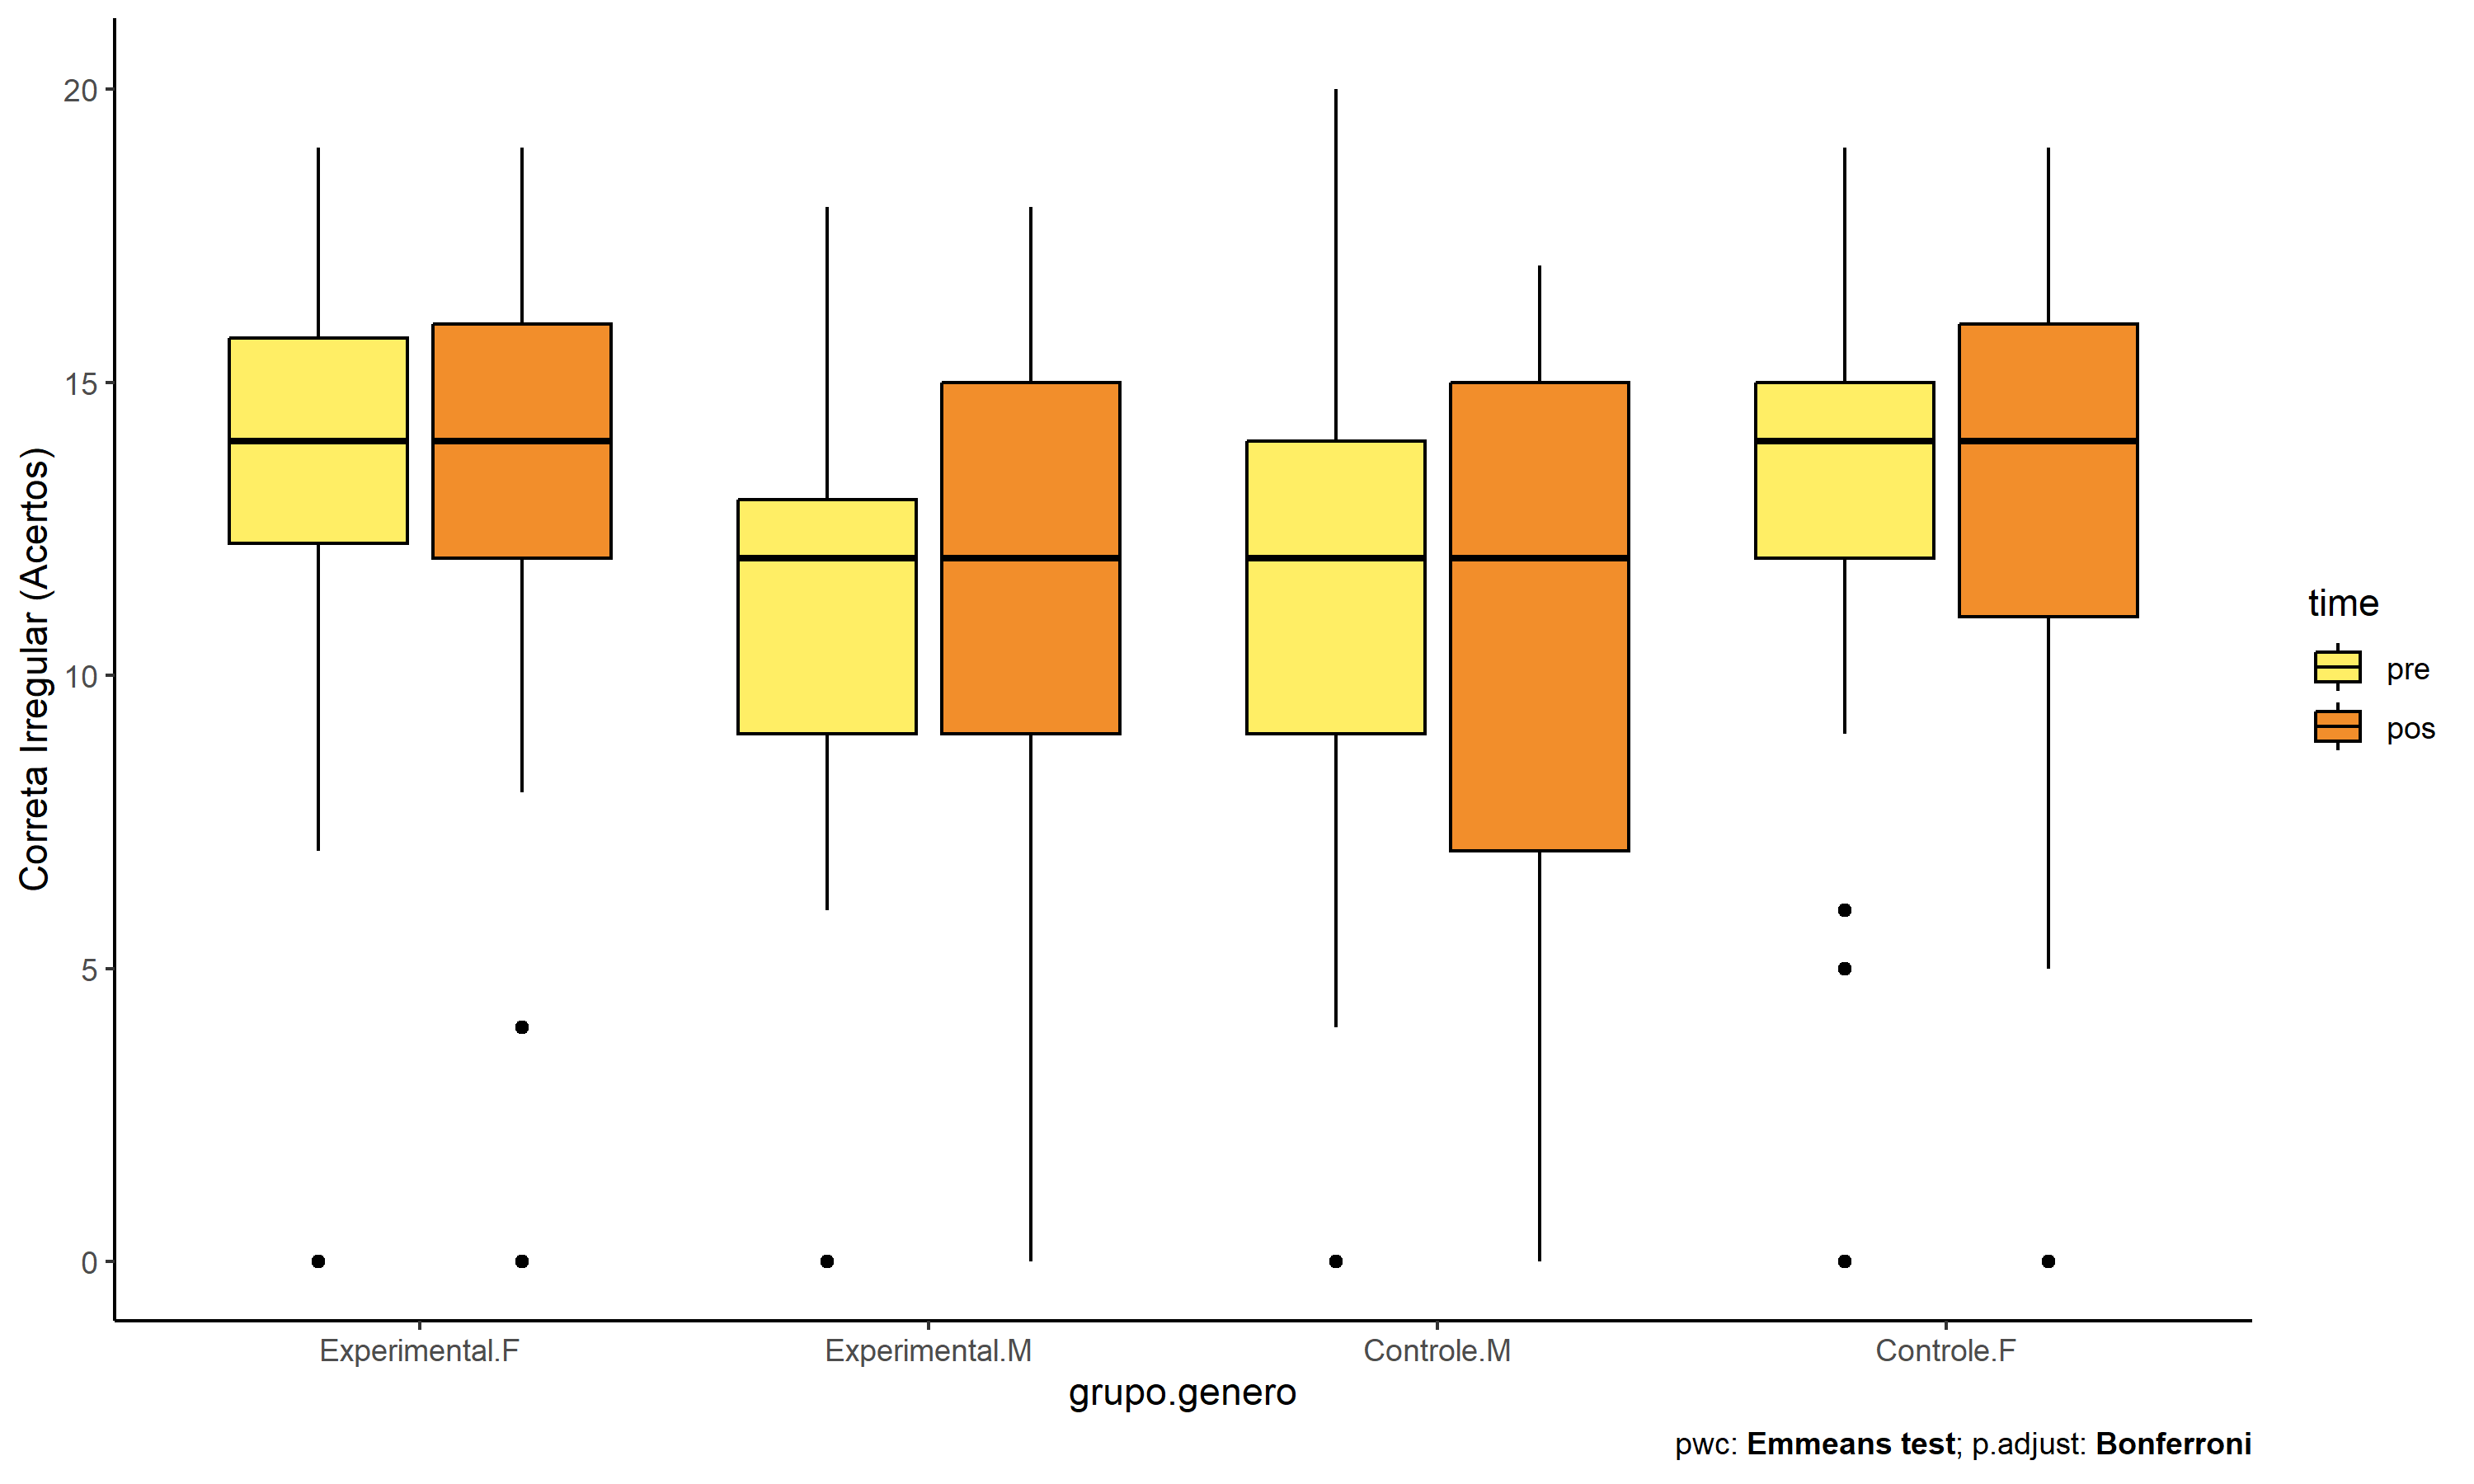 Correta Irregular (Acertos)
20
15
10
5
0
Experimental.F
Experimental.M
Controle.M
Controle.F
grupo.genero
time
pre
pos
pwc: Emmeans test; p.adjust: Bonferroni